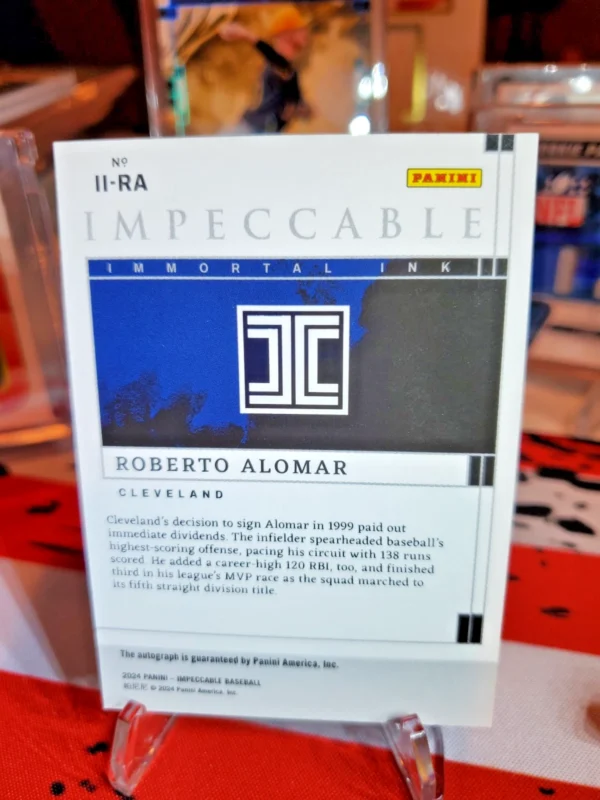 Nº
II-RA
PANINI
IMPECCABLE
IMMORTAL INK
ROBERTO ALOMAR
CLEVELAND
Cleveland's decision to sign Alomar in 1999 paid out
immediate dividends. The infielder spearheaded baseball's
highest-scoring offense, pacing his circuit with 138 runs
scored. He added a career-high 120 RBI, too, and finished
third in his league's MVP race as the squad marched to
its fifth straight division title.
The autograph is guaranteed by Panini America, Inc.
2024 PANINI – IMPECCABLE BASEBALL
© 2024 Panini America, Inc.